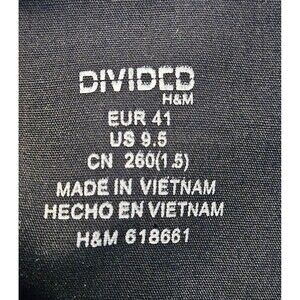 DIVIDED
H&M
EUR 41
US 9.5
CN 260(1.5)
MADE IN VIETNAM
HECHO EN VIETNAM
H&M 618661